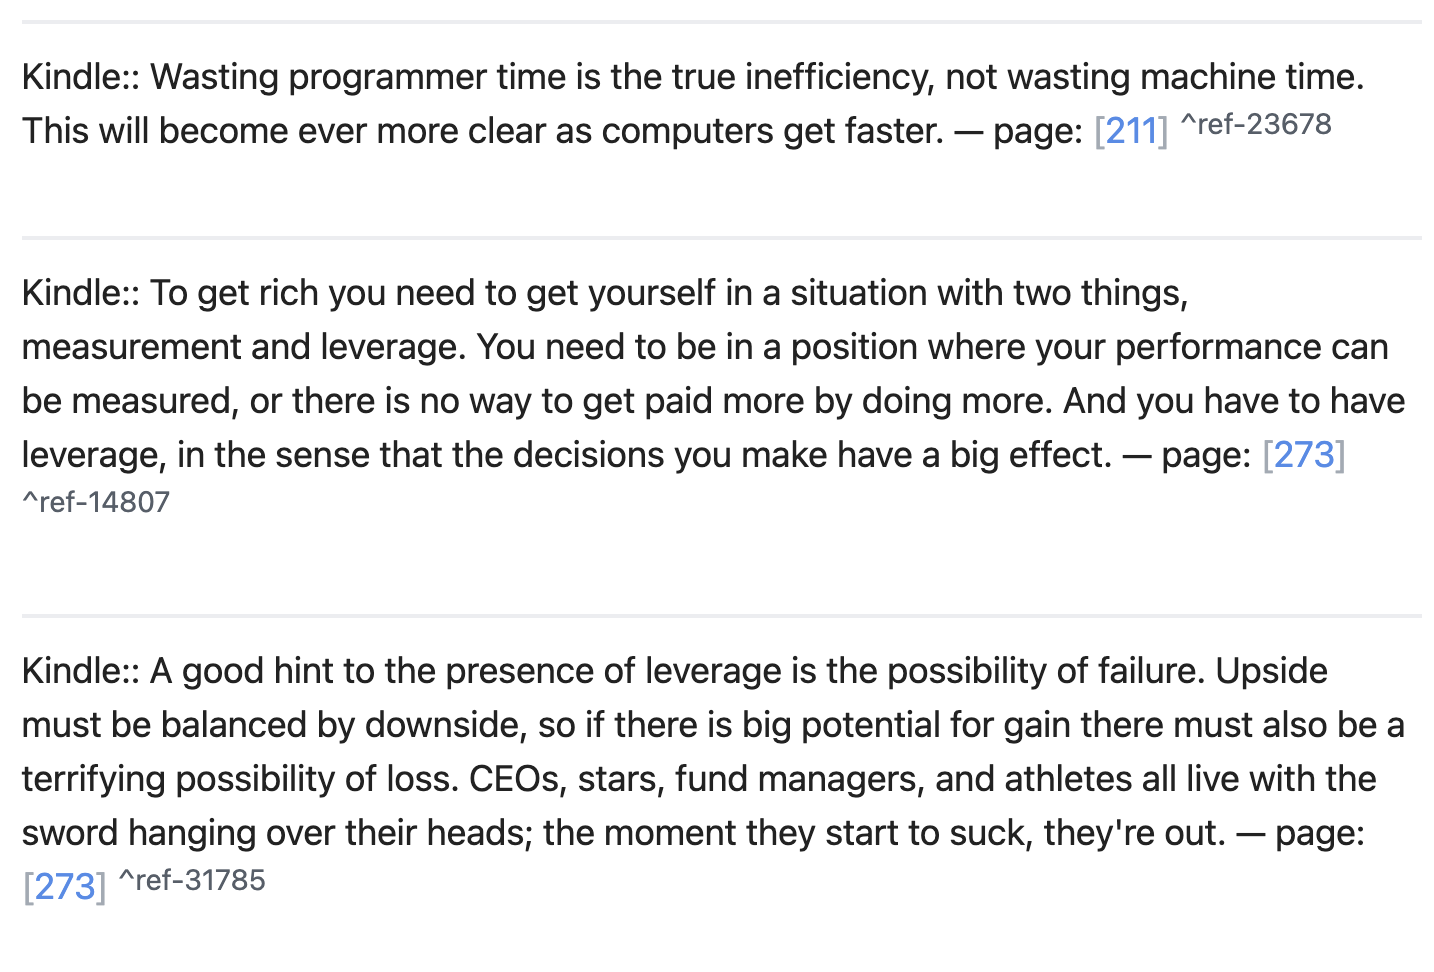 Kindle:: Wasting programmer time is the true inefficiency, not wasting machine time.
This will become ever more clear as computers get faster. — page: [211] ^ref-23678
Kindle:: To get rich you need to get yourself in a situation with two things,
measurement and leverage. You need to be in a position where your performance can
be measured, or there is no way to get paid more by doing more. And you have to have
leverage, in the sense that the decisions you make have a big effect. — page: [273]
^ref-14807
Kindle:: A good hint to the presence of leverage is the possibility of failure. Upside
must be balanced by downside, so if there is big potential for gain there must also be a
terrifying possibility of loss. CEOs, stars, fund managers, and athletes all live with the
sword hanging over their heads; the moment they start to suck, they're out. — page:
[273] ^ref-31785